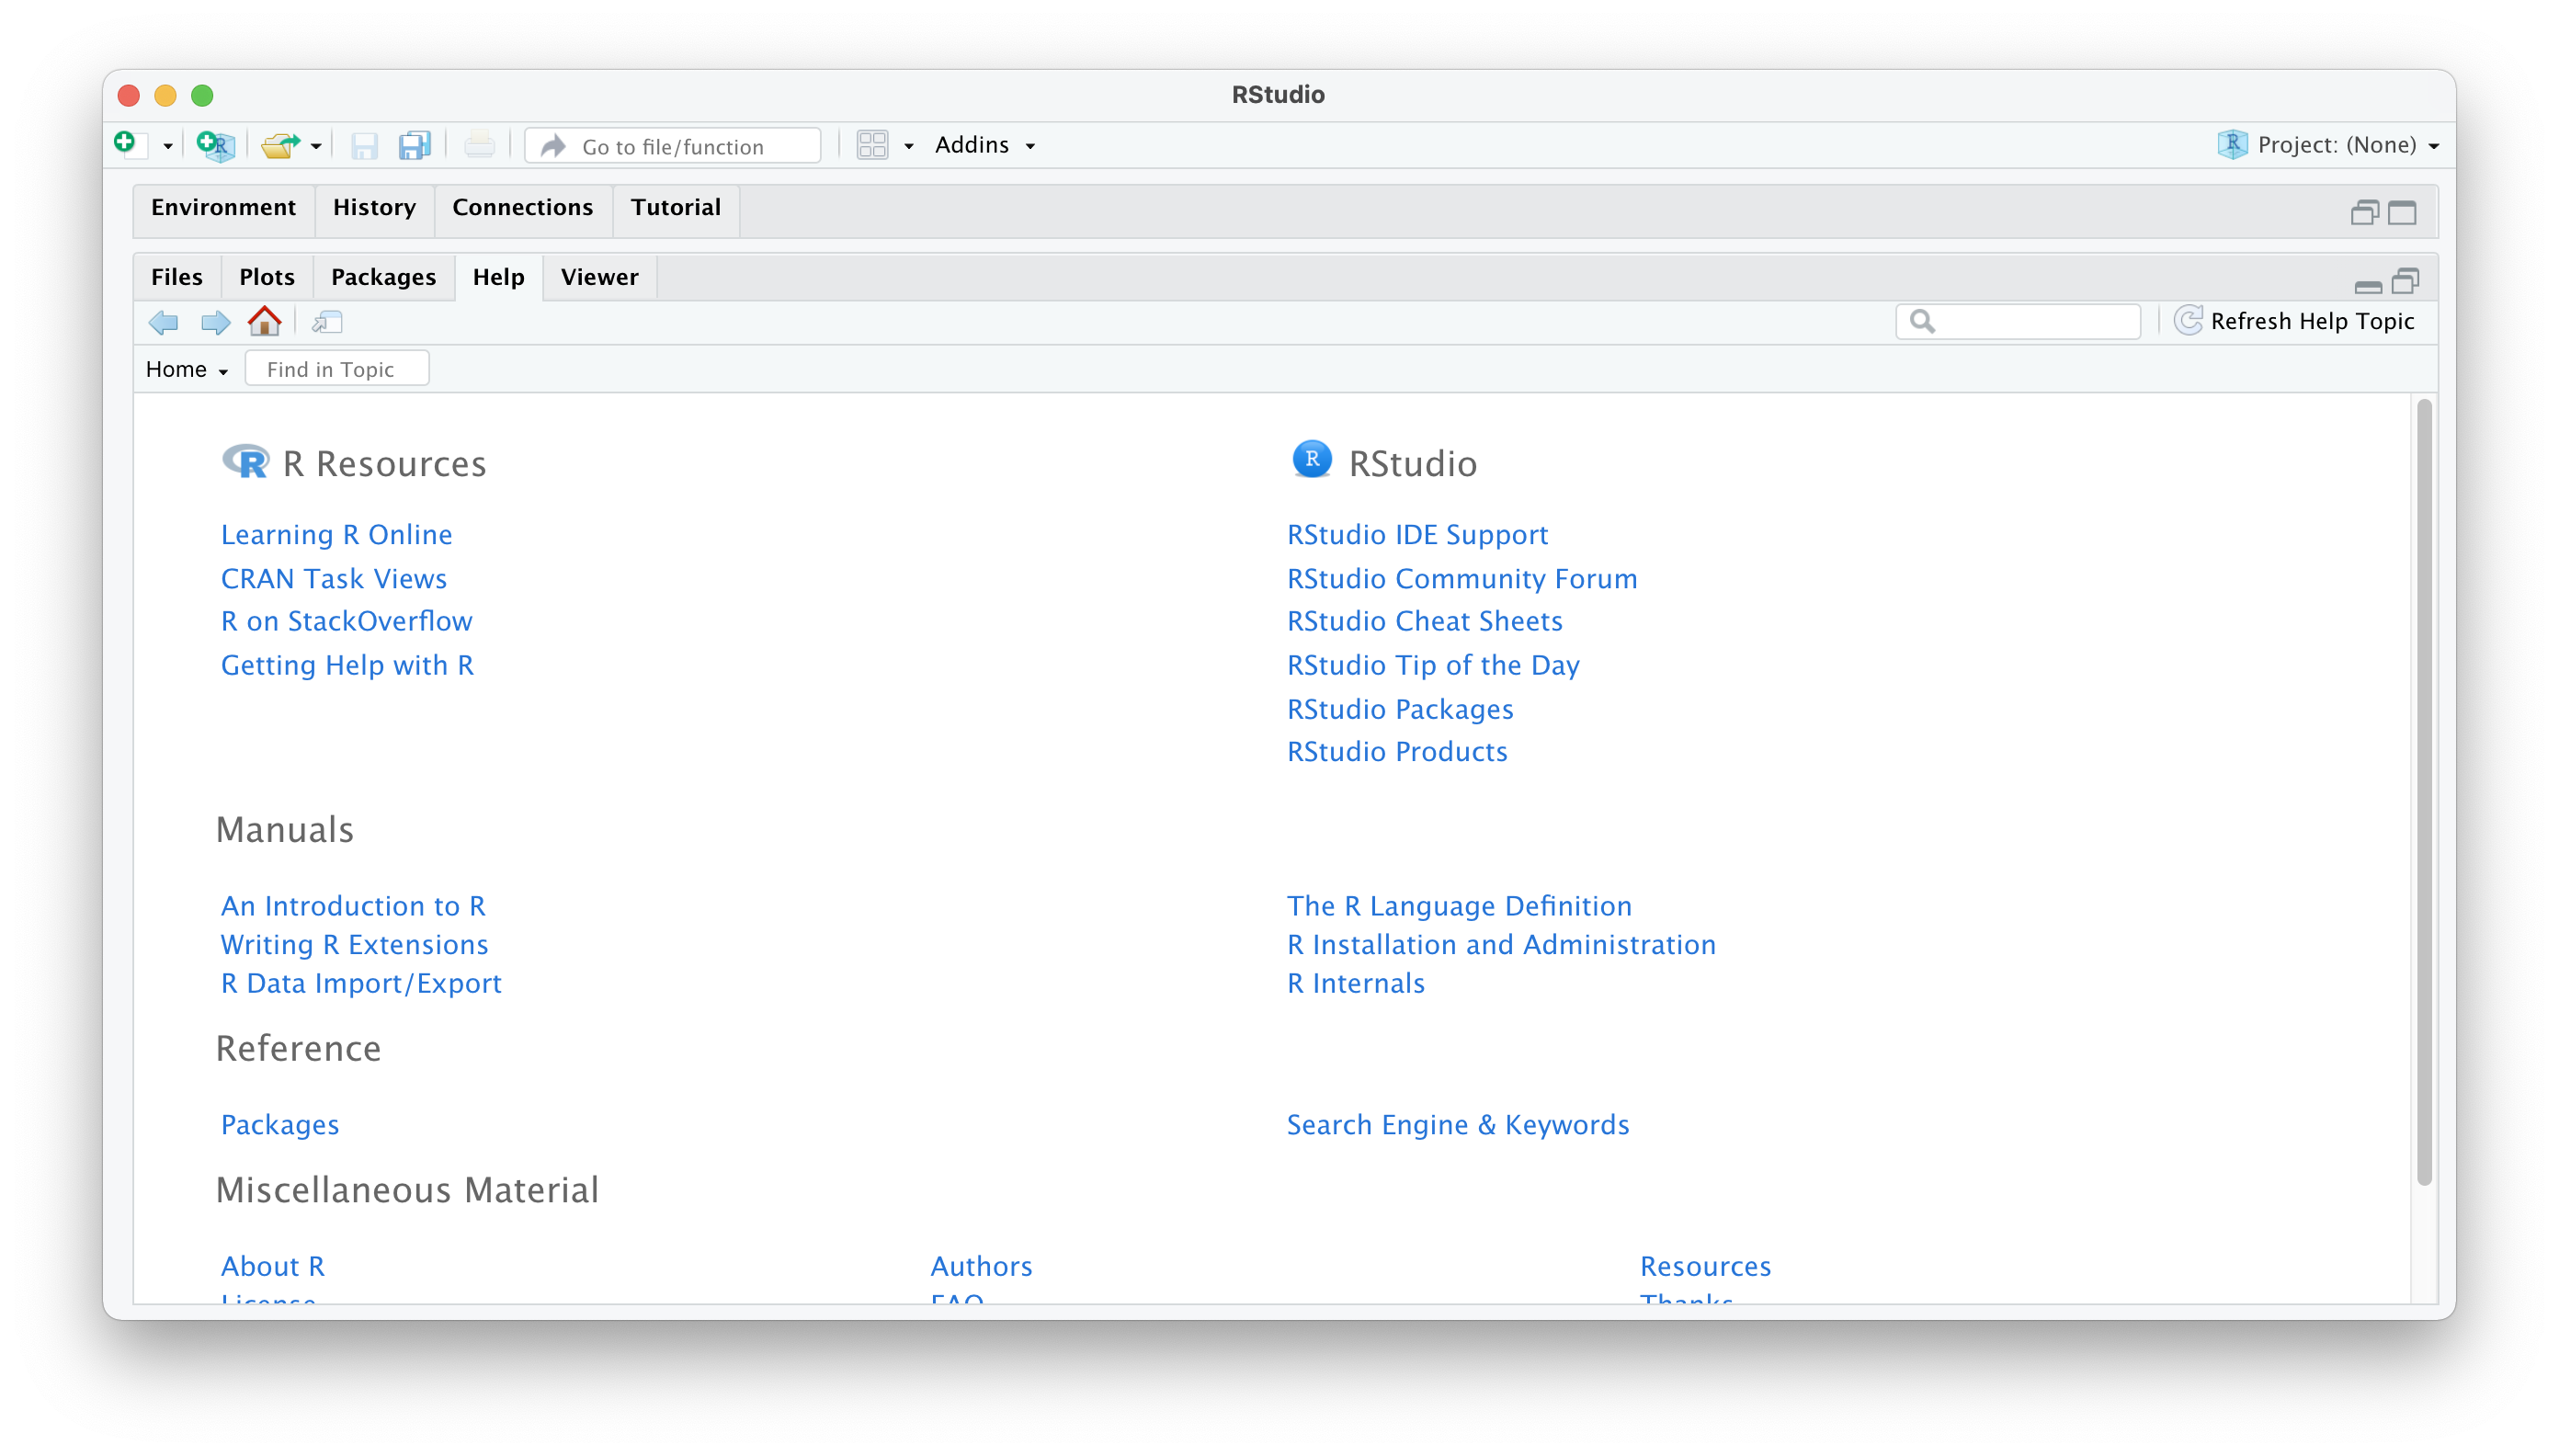 RStudio
Go to file/function
Addins
Project: (None)
Environment History Connections Tutorial
Files Plots Packages Help Viewer
Refresh Help Topic
Home Find in Topic
R Resources
Learning R Online
CRAN Task Views
R on StackOverflow
Getting Help with R
RStudio
RStudio IDE Support
RStudio Community Forum
RStudio Cheat Sheets
RStudio Tip of the Day
RStudio Packages
RStudio Products
Manuals
An Introduction to R
Writing R Extensions
R Data Import/Export
The R Language Definition
R Installation and Administration
R Internals
Reference
Packages
Search Engine & Keywords
Miscellaneous Material
About R Authors Resources
License FAQ Thanks